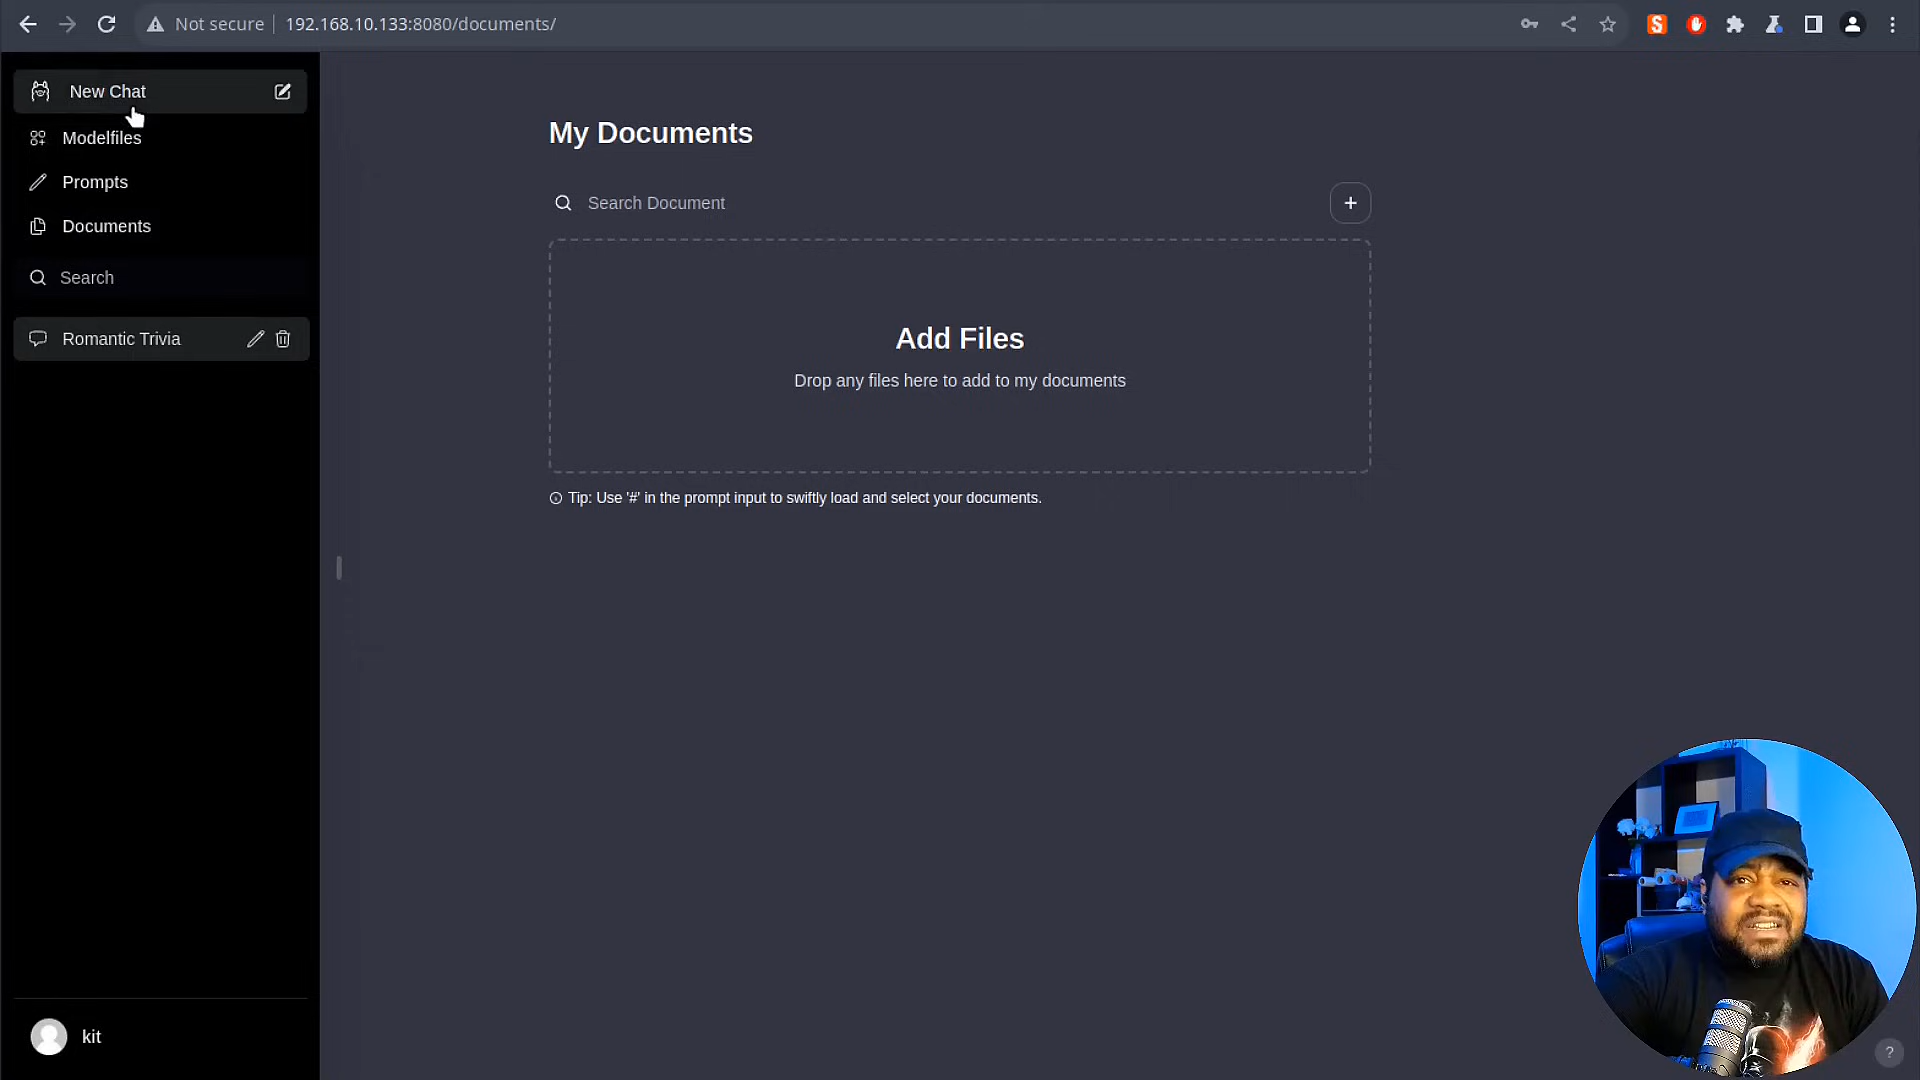 Not secure
192.168.10.133:8080/documents/
New Chat
Modelfiles
Prompts
Documents
Search
Romantic Trivia
My Documents
Search Document
+
Add Files
Drop any files here to add to my documents
Tip: Use '#' in the prompt input to swiftly load and select your documents.
kit
?